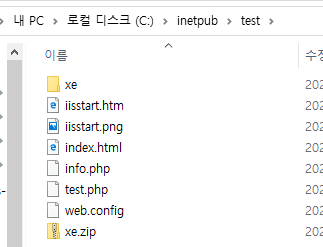 내 PC › 로컬 디스크 (C:) › inetpub › test ›
이름
xe
iisstart.htm
iisstart.png
index.html
info.php
test.php
web.config
xe.zip